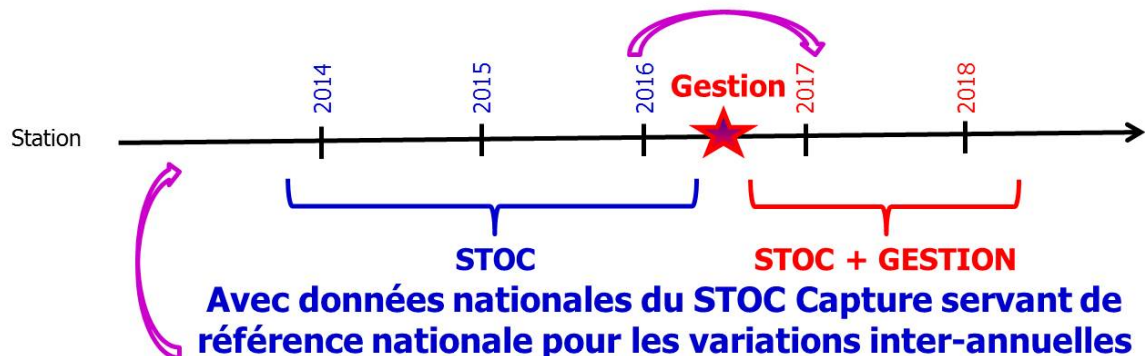 2014
2015
2016
Gestion
2017
2018
Station
STOC
STOC + GESTION
Avec données nationales du STOC Capture servant de
référence nationale pour les variations inter-annuelles